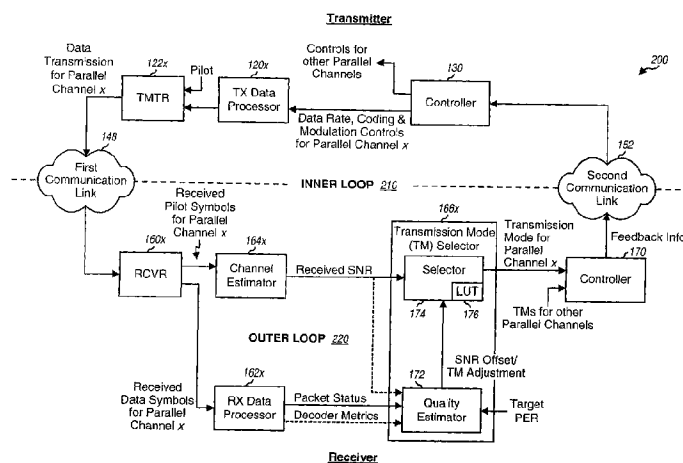 Transmitter
Data
Transmission
for Parallel
Channel x
122x
TMTR
Pilot
120x
TX Data
Processor
Controls for
other Parallel
Channels
130
Controller
200
Data Rate, Coding &
Modulation Controls
for Parallel Channel x
148
First
Communication
Link
INNER LOOP 210
152
Second
Communication
Link
Received
Pilot Symbols
for Parallel
Channel x
160x
RCVR
164x
Channel
Estimator
Received SNR
166x
Transmission Mode
(TM) Selector
Selector
LUT
174
176
Transmission
Mode for
Parallel
Channel x
Feedback Info
170
Controller
TMs for other
Parallel Channels
OUTER LOOP 220
SNR Offset/
TM Adjustment
Received
Data Symbols
for Parallel
Channel x
162x
RX Data
Processor
Packet Status
Decoder Metrics
172
Quality
Estimator
Target
PER
Receiver